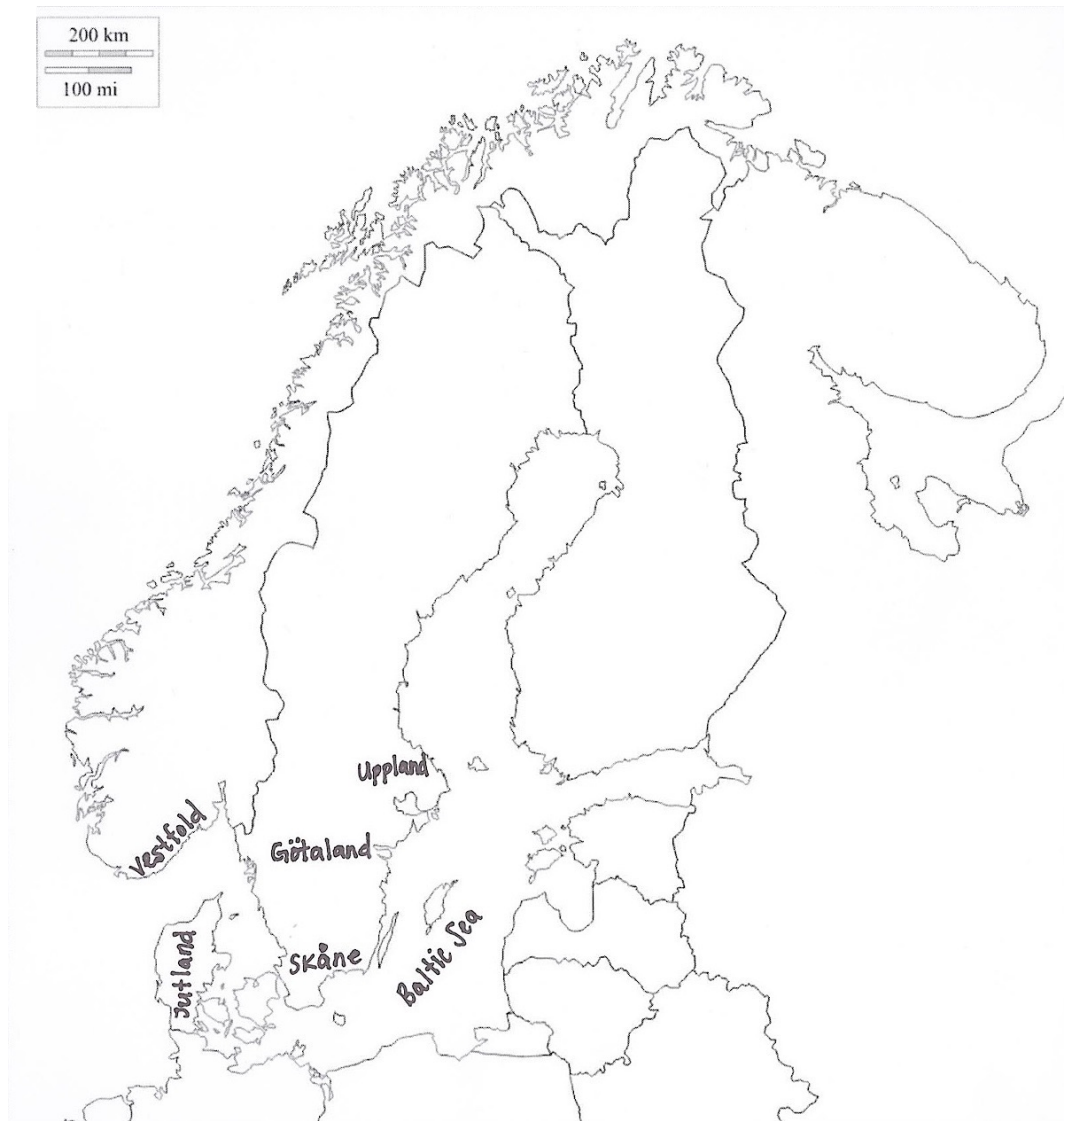 200 km
100 mi
Uppland
Vestfold
Götaland
Jutland
Skåne
Baltic Sea